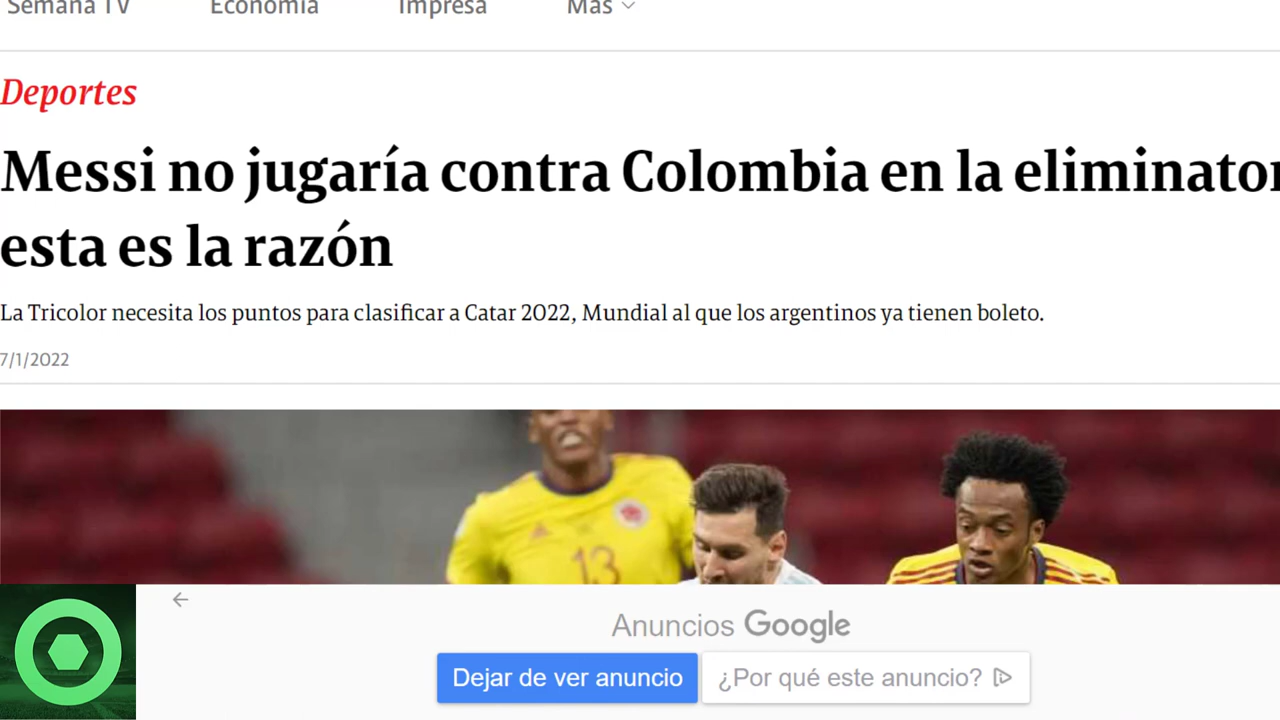 Semana TV Economía Impresa Más
Deportes
Messi no jugaría contra Colombia en la eliminator
esta es la razón
La Tricolor necesita los puntos para clasificar a Catar 2022, Mundial al que los argentinos ya tienen boleto.
7/1/2022
13
Anuncios Google
Dejar de ver anuncio ¿Por qué este anuncio?